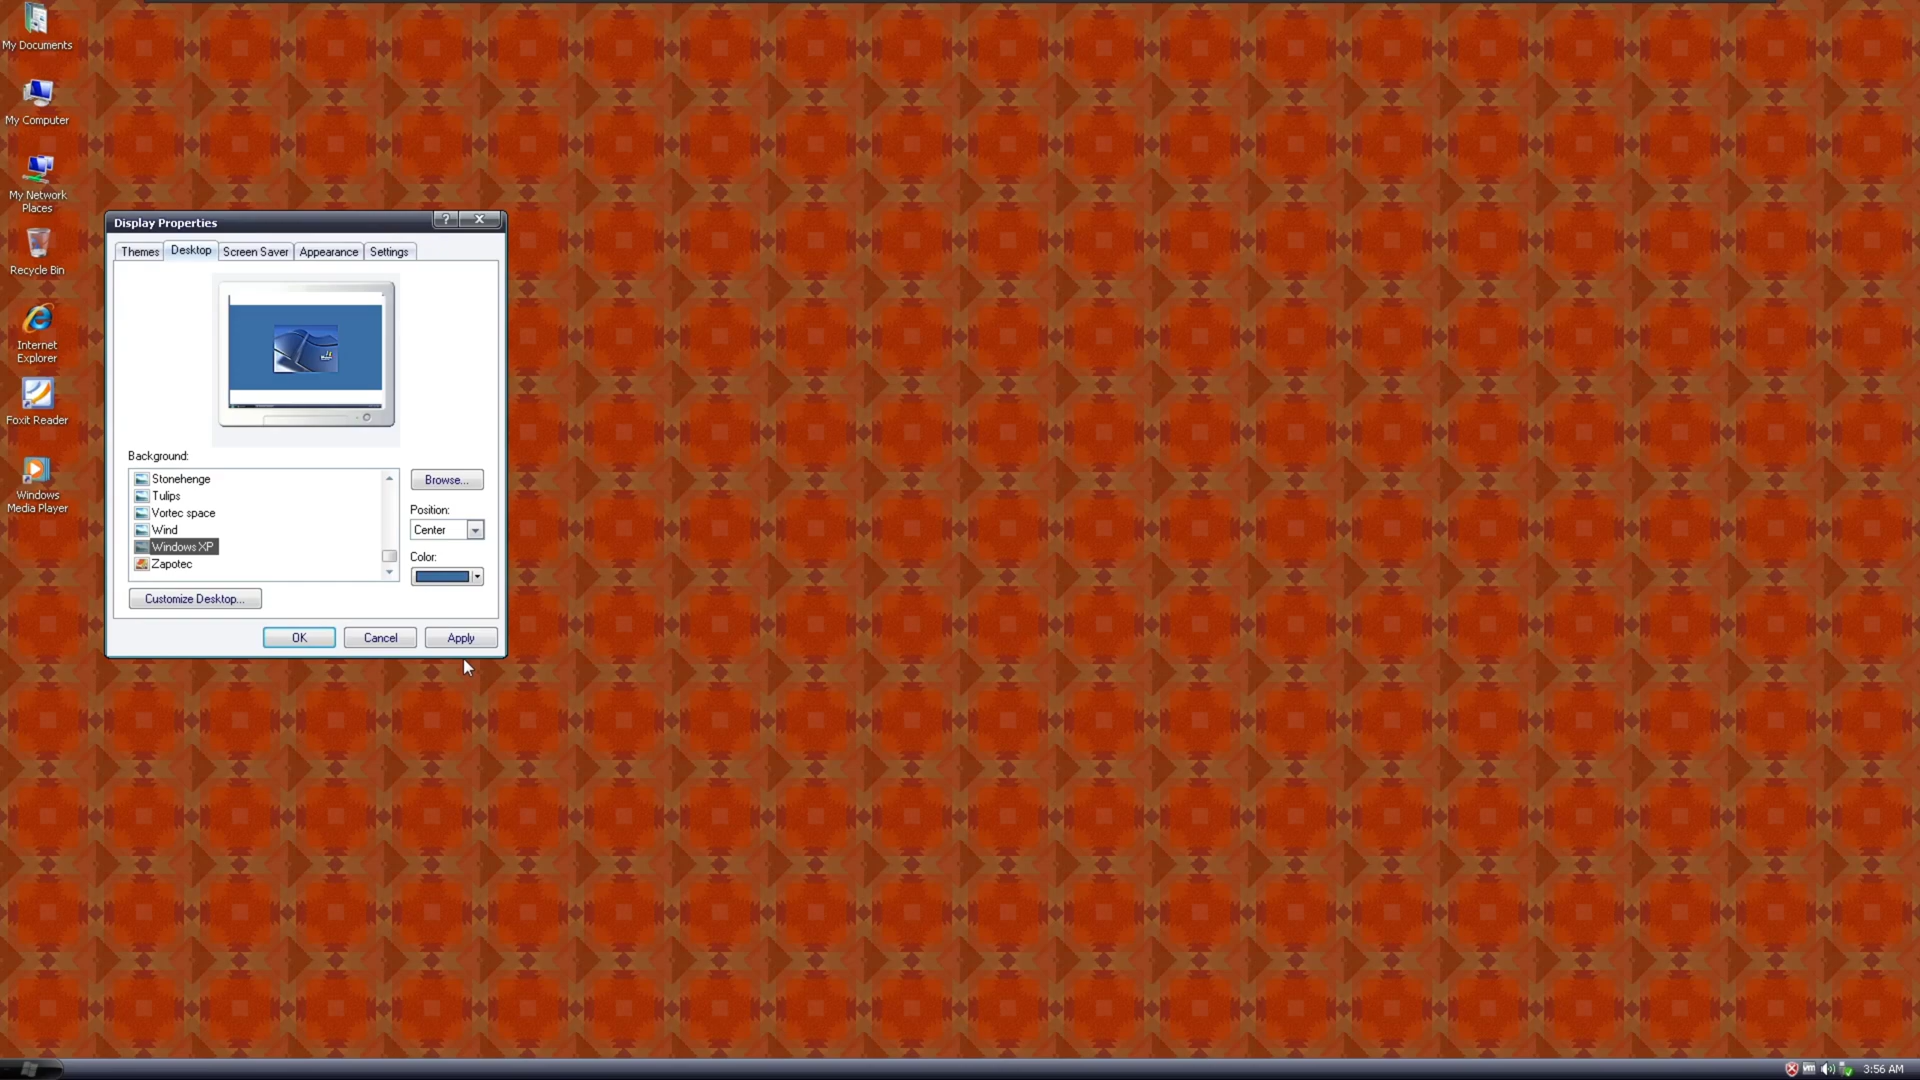 My Documents
My Computer
My Network
Places
Recycle Bin
Internet
Explorer
Foxit Reader
Windows
Media Player
Display Properties
?
Themes
Desktop
Screen Saver
Appearance
Settings
Background:
Stonehenge
Tulips
Vortec space
Wind
Windows XP
Zapotec
Browse...
Position:
Center
Color:
Customize Desktop...
OK
Cancel
Apply
vm
3:56 AM